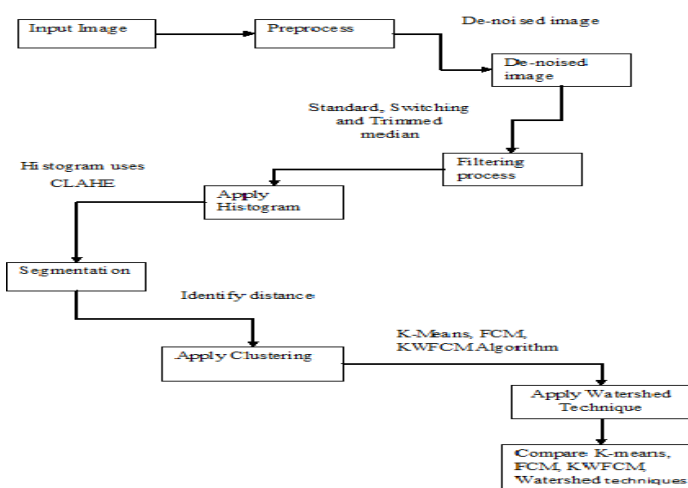 De-noised image
Input Image
Preprocess
De-noised
image
Standard, Switching
and Trimmed
median
Filtering
process
Histogram uses
CLAHE
Apply
Histogram
Segmentation
Identify distance
Apply Clustering
K-Means, FCM,
KWFCM Algorithm
Apply Watershed
Technique
Compare K-means,
FCM, KWFCM,
Watershed techniques